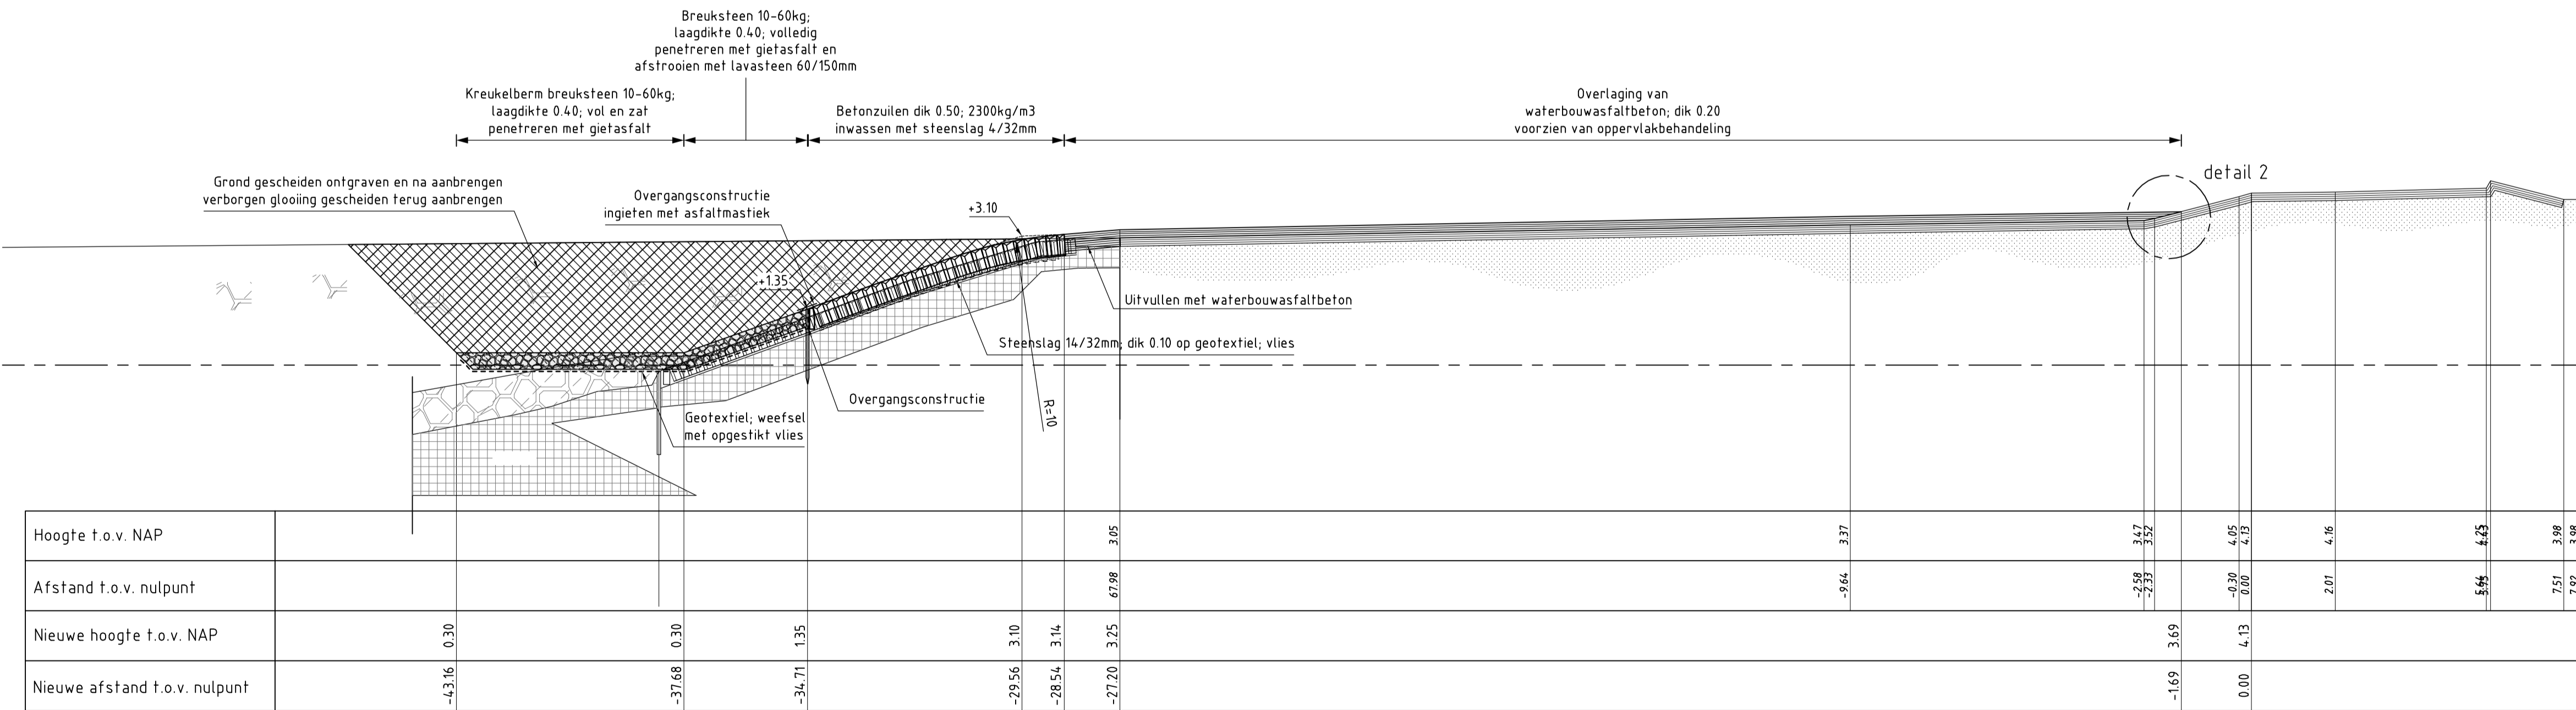 Breuksteen 10-60kg;
laagdikte 0.40; volledig
penetreren met gietasfalt en
afstrooien met lavasteen 60/150mm
Kreukelberm breuksteen 10-60kg;
laagdikte 0.40; vol en zat
penetreren met gietasfalt
Betonzuilen dik 0.50; 2300kg/m3
inwassen met steenslag 4/32mm
Overlaging van
waterbouwasfaltbeton; dik 0.20
voorzien van oppervlakbehandeling
detail 2
Grond gescheiden ontgraven en na aanbrengen
verborgen glooiing gescheiden terug aanbrengen
Overgangsconstructie
ingieten met asfaltmastiek
+3.10
+1.35
Uitvullen met waterbouwasfaltbeton
Steenslag 14/32mm; dik 0.10 op geotextiel; vlies
Overgangsconstructie
R=10
Geotextiel; weefsel
met opgestikt vlies
Hoogte t.o.v. NAP
3.05
3.37
3.47
3.52
4.05
4.13
4.16
4.25
3.98
3.98
Afstand t.o.v. nulpunt
67.98
-9.64
-2.58
-2.33
-0.30
0.00
2.01
5.64
7.51
7.92
Nieuwe hoogte t.o.v. NAP
0.30
0.30
1.35
3.10
3.14
3.25
3.69
4.13
Nieuwe afstand t.o.v. nulpunt
-43.16
-37.68
-34.71
-29.56
-28.54
-27.20
-1.69
0.00